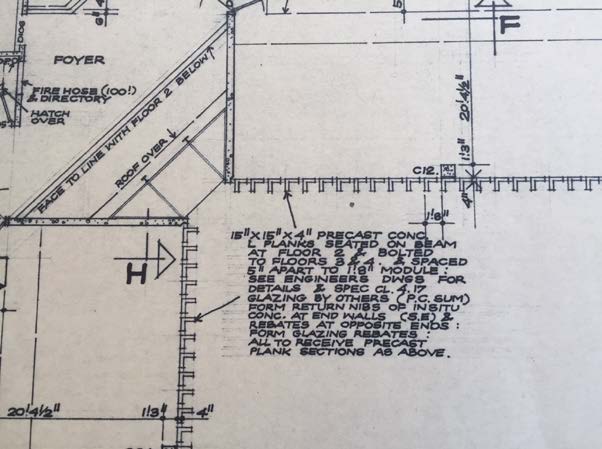 6"
DIOG
15"
F
FOYER
FIRE HOSE (100')
& DIRECTORY
HATCH
OVER
FACE TO LINE WITH FLOOR 2 BELOW
ROOF OVER
20'4½"
1'3"
C12.
4"
1'8"
H
15"X15"X4" PRECAST CONC.
L PLANKS SEATED ON BEAM
AT FLOOR 2 & BOLTED
TO FLOORS 3 & 4. & SPACED
5" APART TO 1'8" MODULE :
SEE ENGINEERS DWGS FOR
DETAILS & SPEC CL. 4.17
GLAZING BY OTHERS (P.C. SUM)
FORM RETURN NIBS OF INSITU
CONC. AT END WALLS (S.E) &
REBATES AT OPPOSITE ENDS :
FORM GLAZING REBATES :
ALL TO RECEIVE PRECAST
PLANK SECTIONS AS ABOVE.
20'4½"
1'3"
4"